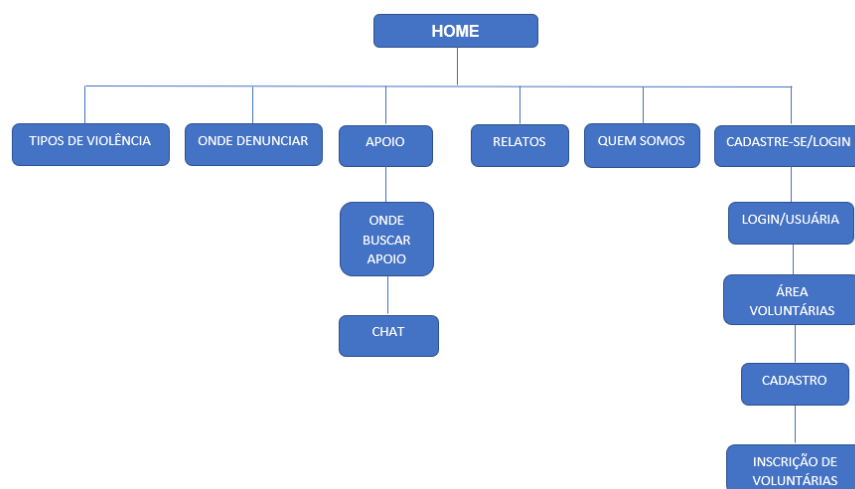 HOME
TIPOS DE VIOLÊNCIA
ONDE DENUNCIAR
APOIO
RELATOS
QUEM SOMOS
CADASTRE-SE/LOGIN
ONDE
BUSCAR
APOIO
CHAT
LOGIN/USUÁRIA
ÁREA
VOLUNTÁRIAS
CADASTRO
INSCRIÇÃO DE
VOLUNTÁRIAS